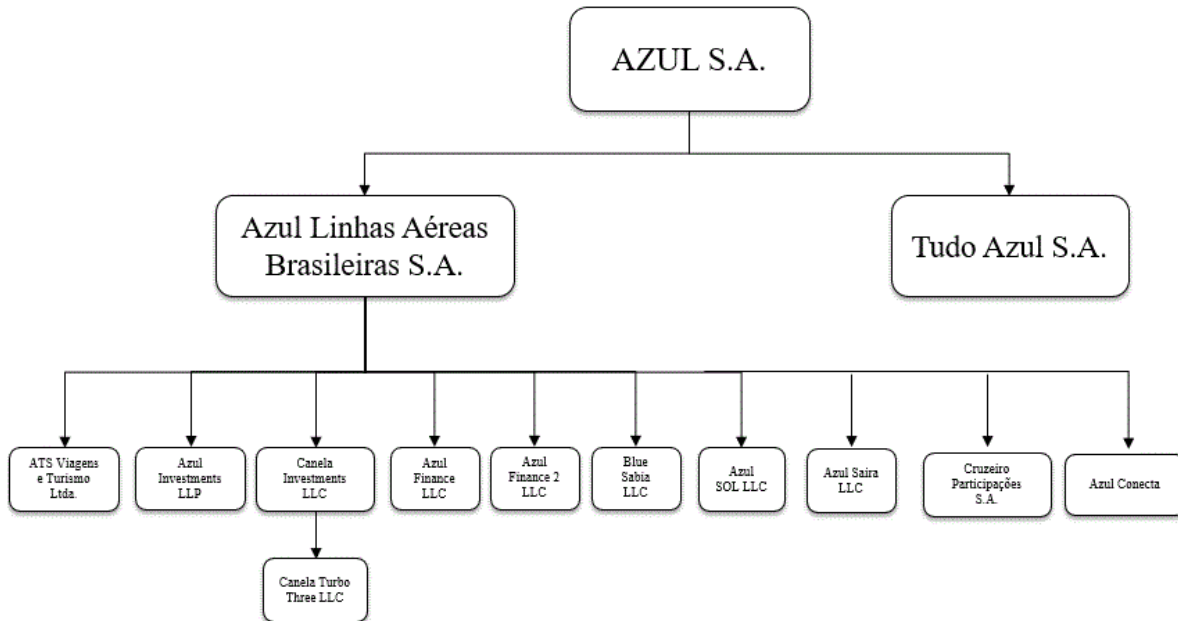 AZUL S.A.
Azul Linhas Aéreas
Brasileiras S.A.
Tudo Azul S.A.
ATS Viagens
e Turismo
Ltda.
Azul
Investments
LLP
Canela
Investments
LLC
Azul
Finance
LLC
Azul
Finance 2
LLC
Blue
Sabia
LLC
Azul
SOL LLC
Azul Saira
LLC
Cruzeiro
Participações
S.A.
Azul Conecta
Canela Turbo
Three LLC